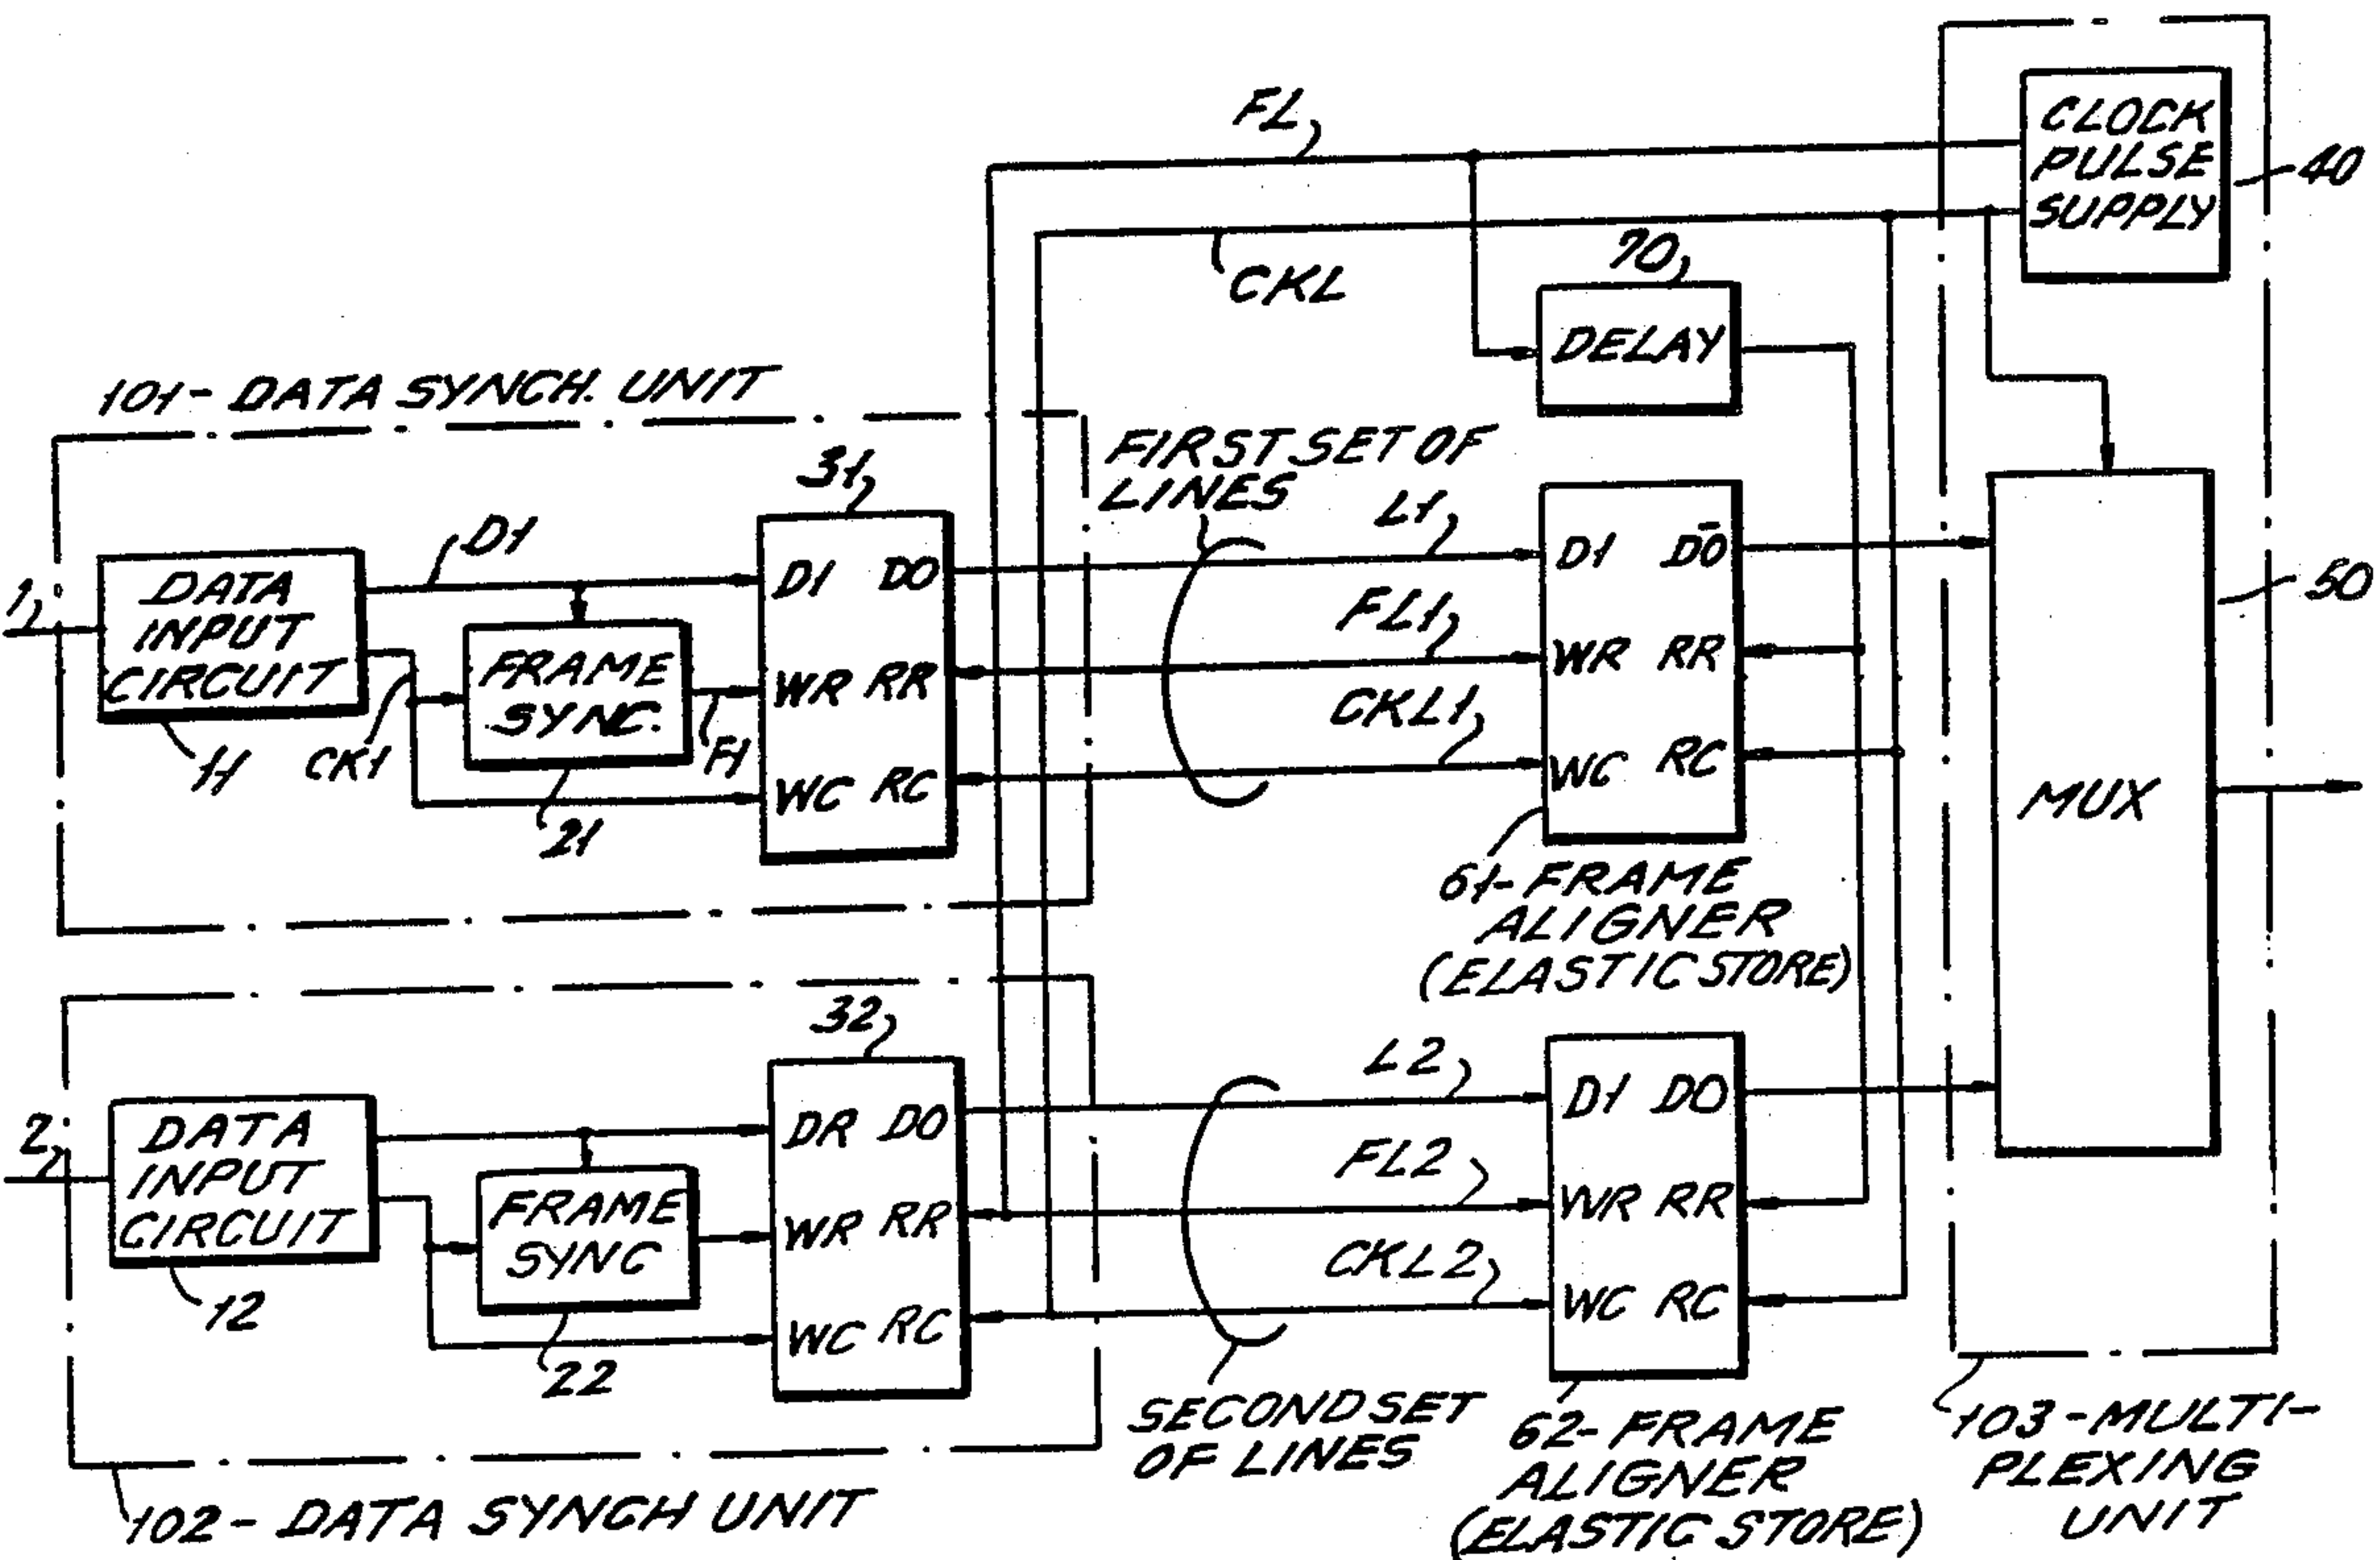 CLOCK
PULSE
SUPPLY
40
FL
CKL
70
DELAY
101- DATA SYNCH. UNIT
FIRST SET OF
LINES
31
D1
L1
DATA
INPUT
CIRCUIT
1
11
CK1
FRAME
SYNC.
21
F1
DI DO
WR RR
WC RC
FL1
CKL1
DI DO
WR RR
WC RC
50
MUX
61- FRAME
ALIGNER
(ELASTIC STORE)
32
L2
2
DATA
INPUT
CIRCUIT
12
FRAME
SYNC
22
DR DO
WR RR
WC RC
FL2
CKL2
DI DO
WR RR
WC RC
SECOND SET
OF LINES
62- FRAME
ALIGNER
(ELASTIC STORE)
103-MULTI-
PLEXING
UNIT
102- DATA SYNCH UNIT